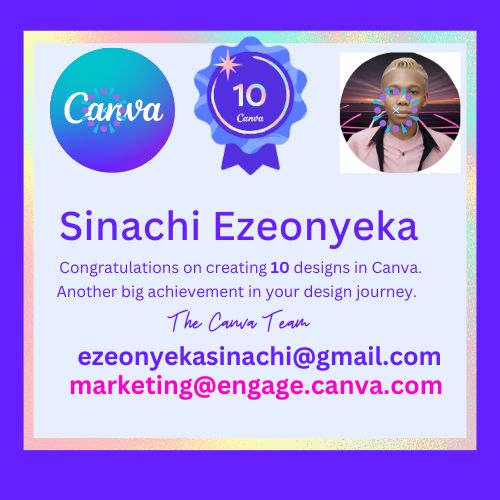 Canva
10
Canva
Sinachi Ezeonyeka
Congratulations on creating 10 designs in Canva.
Another big achievement in your design journey.
The Canva Team
ezeonyekasinachi@gmail.com
marketing@engage.canva.com